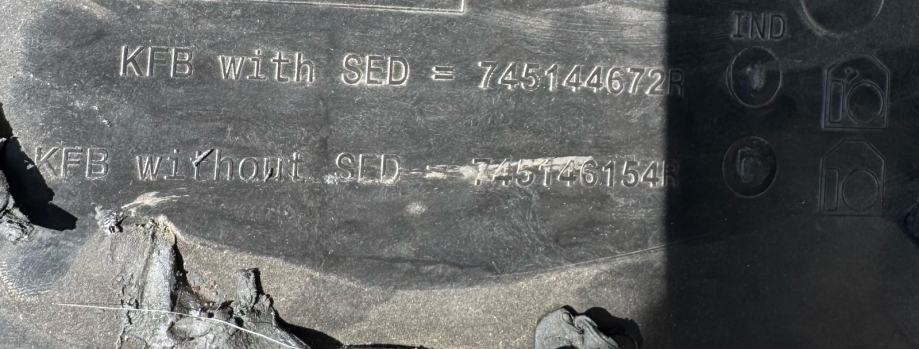 IND
KFB with SED = 745144672R
KFB without SED = 745146154R